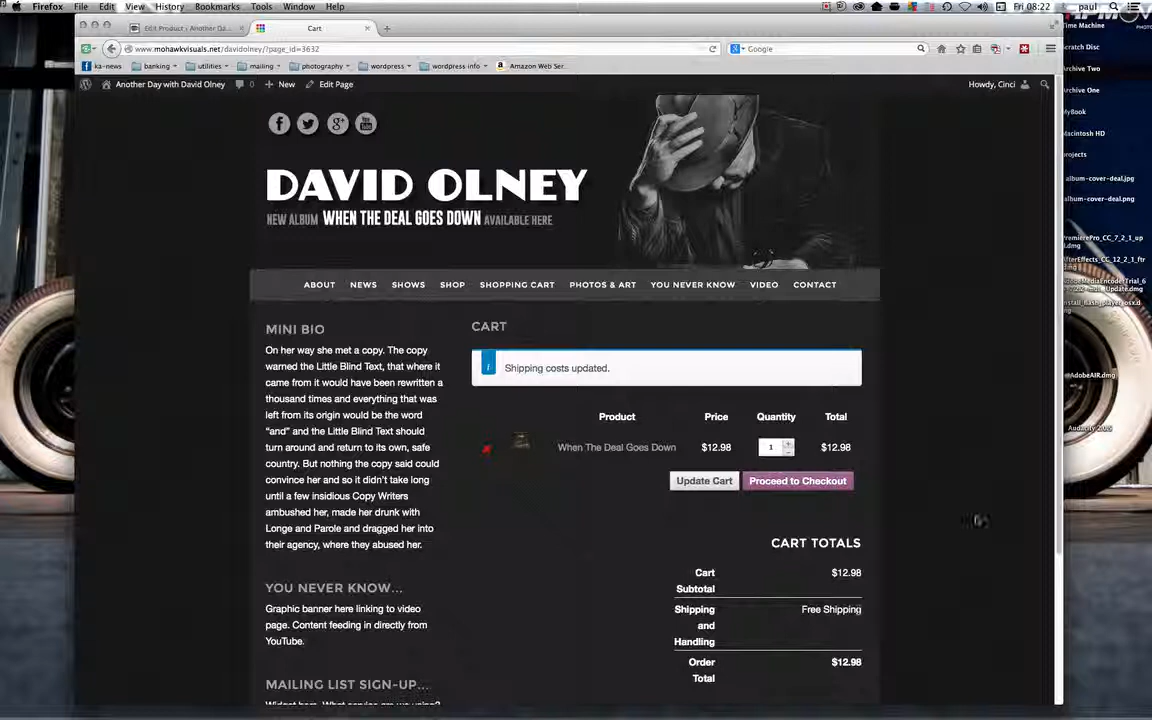 Firefox File Edit View History Bookmarks Tools Window Help Fri 08:22 paul
Edit Product ‹ Another Da... Cart
www.mohawkvisuals.net/davidolney/?page_id=3632 Google
ka-news banking utilities mailing photography wordpress wordpress info Amazon Web Ser...
Another Day with David Olney 0 New Edit Page Howdy, Cinci
DAVID OLNEY
NEW ALBUM WHEN THE DEAL GOES DOWN AVAILABLE HERE
ABOUT NEWS SHOWS SHOP SHOPPING CART PHOTOS & ART YOU NEVER KNOW VIDEO CONTACT
MINI BIO
On her way she met a copy. The copy
warned the Little Blind Text, that where it
came from it would have been rewritten a
thousand times and everything that was
left from its origin would be the word
“and” and the Little Blind Text should
turn around and return to its own, safe
country. But nothing the copy said could
convince her and so it didn’t take long
until a few insidious Copy Writers
ambushed her, made her drunk with
Longe and Parole and dragged her into
their agency, where they abused her.
YOU NEVER KNOW...
Graphic banner here linking to video
page. Content feeding in directly from
YouTube.
MAILING LIST SIGN-UP...
CART
Shipping costs updated.
Product Price Quantity Total
When The Deal Goes Down $12.98 1 $12.98
Update Cart Proceed to Checkout
CART TOTALS
Cart $12.98
Subtotal
Shipping Free Shipping
and
Handling
Order $12.98
Total
Time Machine
Scratch Disc
Archive Two
Archive One
MyBook
Macintosh HD
projects
album-cover-deal.jpg
album-cover-deal.png
AdobeAIR.dmg